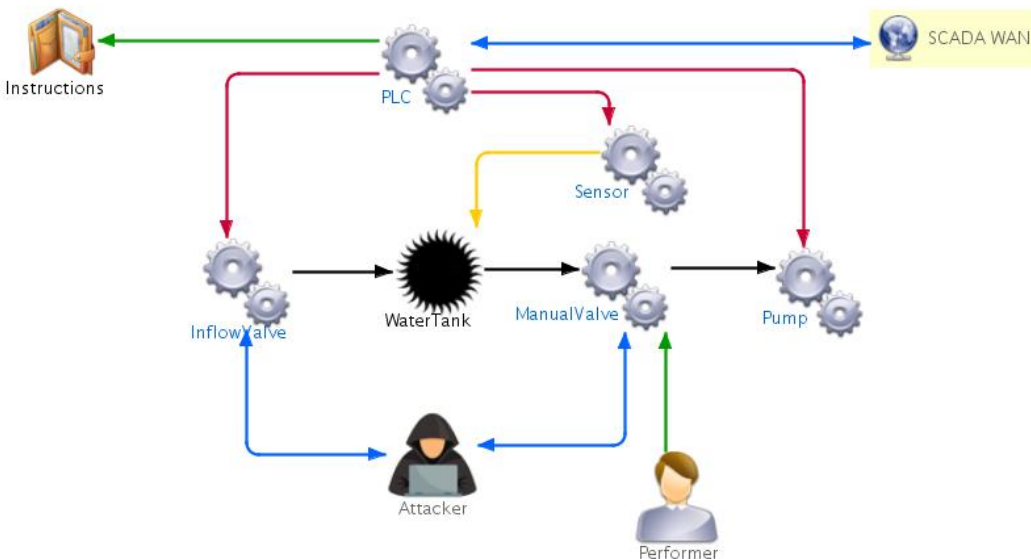 SCADA WAN
Instructions
PLC
Sensor
InflowValve
WaterTank
ManualValve
Pump
Attacker
Performer